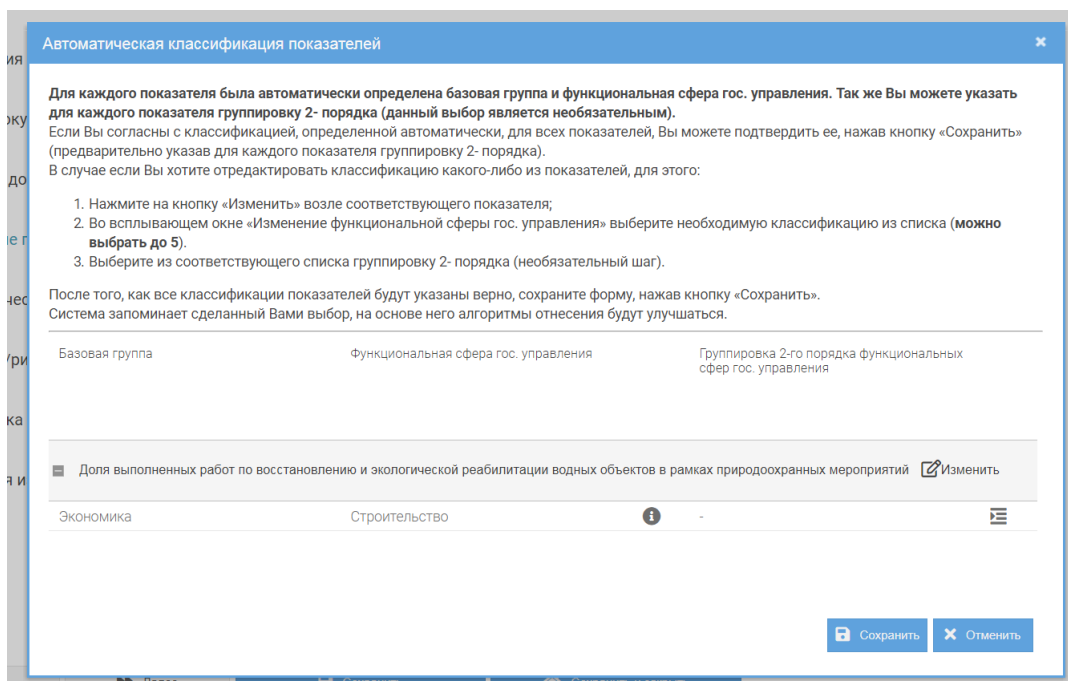 Автоматическая классификация показателей
Для каждого показателя была автоматически определена базовая группа и функциональная сфера гос. управления. Так же Вы можете указать
для каждого показателя группировку 2- порядка (данный выбор является необязательным).
Если Вы согласны с классификацией, определенной автоматически, для всех показателей, Вы можете подтвердить ее, нажав кнопку «Сохранить»
(предварительно указав для каждого показателя группировку 2- порядка).
В случае если Вы хотите отредактировать классификацию какого-либо из показателей, для этого:
1. Нажмите на кнопку «Изменить» возле соответствующего показателя;
2. Во всплывающем окне «Изменение функциональной сферы гос. управления» выберите необходимую классификацию из списка (можно
выбрать до 5).
3. Выберите из соответствующего списка группировку 2- порядка (необязательный шаг).
После того, как все классификации показателей будут указаны верно, сохраните форму, нажав кнопку «Сохранить».
Система запоминает сделанный Вами выбор, на основе него алгоритмы отнесения будут улучшаться.
Базовая группа Функциональная сфера гос. управления Группировка 2-го порядка функциональных
сфер гос. управления
Доля выполненных работ по восстановлению и экологической реабилитации водных объектов в рамках природоохранных мероприятий Изменить
Экономика Строительство -
Сохранить Отменить